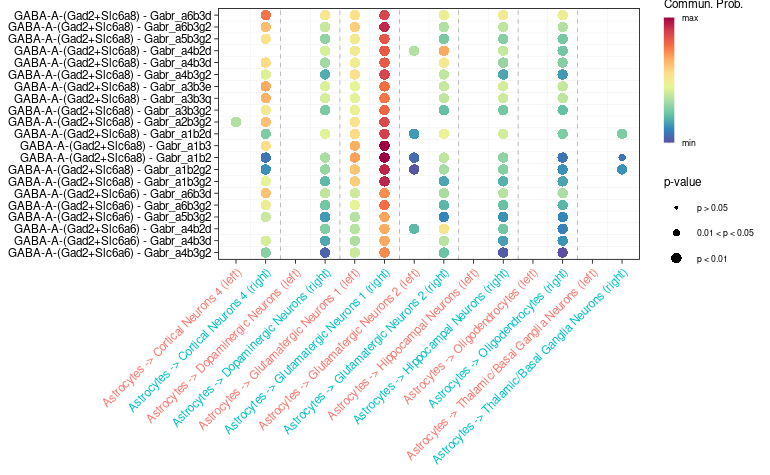 Commun. Prob.
max
min
p-value
p > 0.05
0.01 < p < 0.05
p < 0.01
GABA-A-(Gad2+Slc6a8) - Gabr_a6b3d
GABA-A-(Gad2+Slc6a8) - Gabr_a6b3g2
GABA-A-(Gad2+Slc6a8) - Gabr_a5b3g2
GABA-A-(Gad2+Slc6a8) - Gabr_a4b2d
GABA-A-(Gad2+Slc6a8) - Gabr_a4b3d
GABA-A-(Gad2+Slc6a8) - Gabr_a4b3g2
GABA-A-(Gad2+Slc6a8) - Gabr_a3b3e
GABA-A-(Gad2+Slc6a8) - Gabr_a3b3q
GABA-A-(Gad2+Slc6a8) - Gabr_a3b3g2
GABA-A-(Gad2+Slc6a8) - Gabr_a2b3g2
GABA-A-(Gad2+Slc6a8) - Gabr_a1b2d
GABA-A-(Gad2+Slc6a8) - Gabr_a1b3
GABA-A-(Gad2+Slc6a8) - Gabr_a1b2
GABA-A-(Gad2+Slc6a8) - Gabr_a1b2g2
GABA-A-(Gad2+Slc6a8) - Gabr_a1b3g2
GABA-A-(Gad2+Slc6a6) - Gabr_a6b3d
GABA-A-(Gad2+Slc6a6) - Gabr_a6b3g2
GABA-A-(Gad2+Slc6a6) - Gabr_a5b3g2
GABA-A-(Gad2+Slc6a6) - Gabr_a4b2d
GABA-A-(Gad2+Slc6a6) - Gabr_a4b3d
GABA-A-(Gad2+Slc6a6) - Gabr_a4b3g2
Astrocytes -> Cortical Neurons 4 (left)
Astrocytes -> Cortical Neurons 4 (right)
Astrocytes -> Dopaminergic Neurons (left)
Astrocytes -> Dopaminergic Neurons (right)
Astrocytes -> Glutamatergic Neurons 1 (left)
Astrocytes -> Glutamatergic Neurons 1 (right)
Astrocytes -> Glutamatergic Neurons 2 (left)
Astrocytes -> Glutamatergic Neurons 2 (right)
Astrocytes -> Hippocampal Neurons (left)
Astrocytes -> Hippocampal Neurons (right)
Astrocytes -> Oligodendrocytes (left)
Astrocytes -> Oligodendrocytes (right)
Astrocytes -> Thalamic/Basal Ganglia Neurons (left)
Astrocytes -> Thalamic/Basal Ganglia Neurons (right)